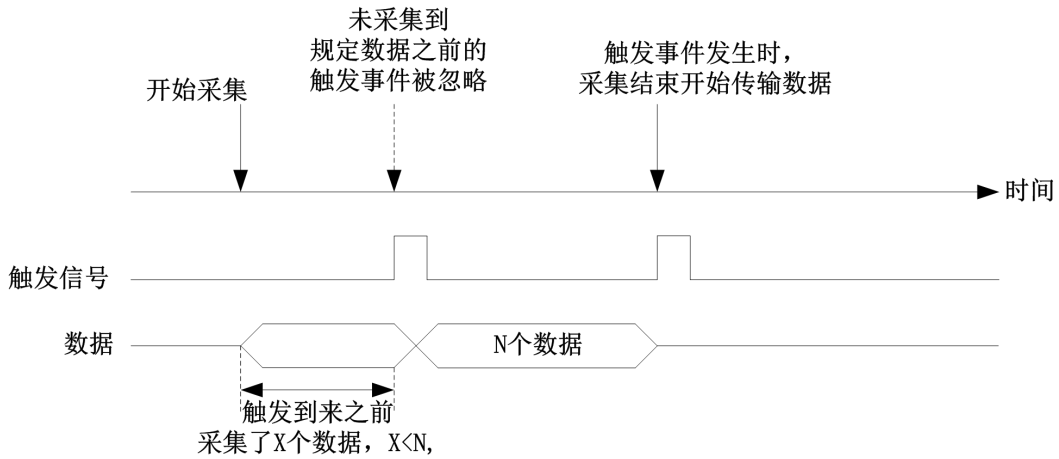 未采集到
规定数据之前的
触发事件被忽略
触发事件发生时，
采集结束开始传输数据
开始采集
时间
触发信号
数据
N个数据
触发到来之前
采集了X个数据，X<N,